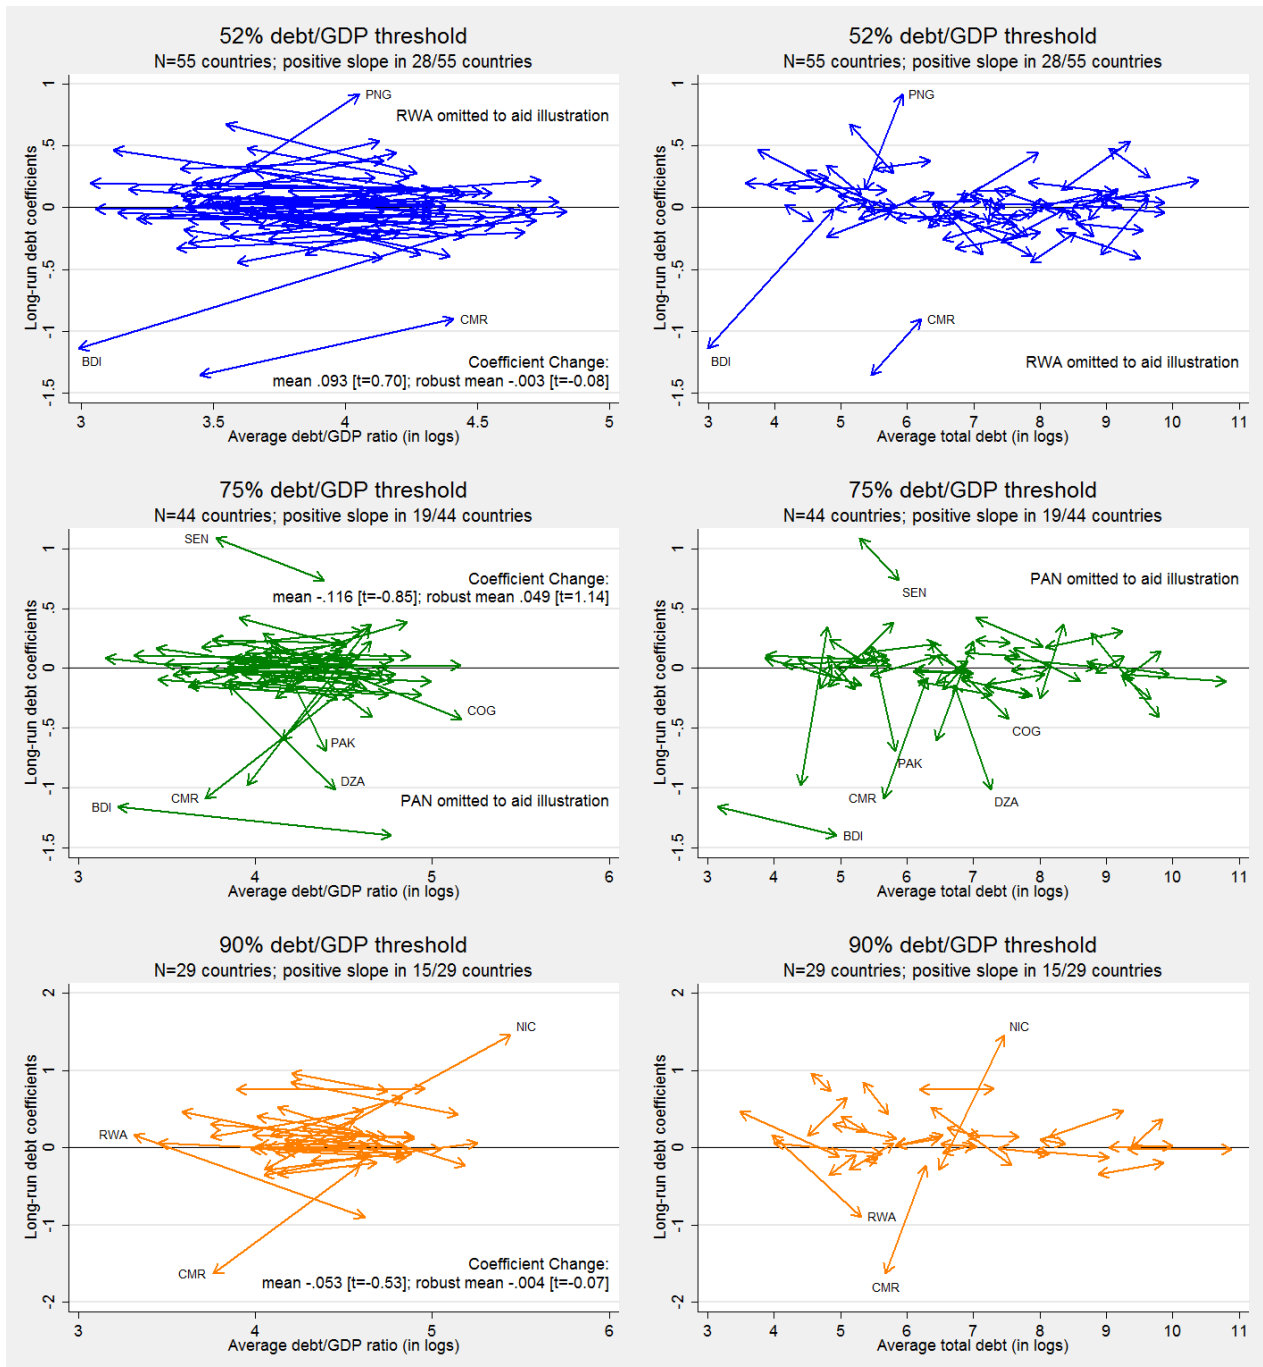 52% debt/GDP threshold
N=55 countries; positive slope in 28/55 countries
1
.5
0
-.5
-1
-1.5
Long-run debt coefficients
PNG
RWA omitted to aid illustration
CMR
BDI
Coefficient Change:
mean .093 [t=0.70]; robust mean -.003 [t=-0.08]
3 3.5 4 4.5 5
Average debt/GDP ratio (in logs)
52% debt/GDP threshold
N=55 countries; positive slope in 28/55 countries
1
.5
0
-.5
-1
-1.5
Long-run debt coefficients
PNG
CMR
BDI
RWA omitted to aid illustration
3 4 5 6 7 8 9 10 11
Average total debt (in logs)
75% debt/GDP threshold
N=44 countries; positive slope in 19/44 countries
1
.5
0
-.5
-1
-1.5
Long-run debt coefficients
SEN
Coefficient Change:
mean -.116 [t=-0.85]; robust mean .049 [t=1.14]
COG
PAK
DZA
CMR
BDI
PAN omitted to aid illustration
3 4 5 6
Average debt/GDP ratio (in logs)
75% debt/GDP threshold
N=44 countries; positive slope in 19/44 countries
1
.5
0
-.5
-1
-1.5
Long-run debt coefficients
PAN omitted to aid illustration
SEN
COG
PAK
CMR
DZA
BDI
3 4 5 6 7 8 9 10 11
Average total debt (in logs)
90% debt/GDP threshold
N=29 countries; positive slope in 15/29 countries
2
1
0
-1
-2
Long-run debt coefficients
NIC
RWA
CMR
Coefficient Change:
mean -.053 [t=-0.53]; robust mean -.004 [t=-0.07]
3 4 5 6
Average debt/GDP ratio (in logs)
90% debt/GDP threshold
N=29 countries; positive slope in 15/29 countries
2
1
0
-1
-2
Long-run debt coefficients
NIC
RWA
CMR
3 4 5 6 7 8 9 10 11
Average total debt (in logs)